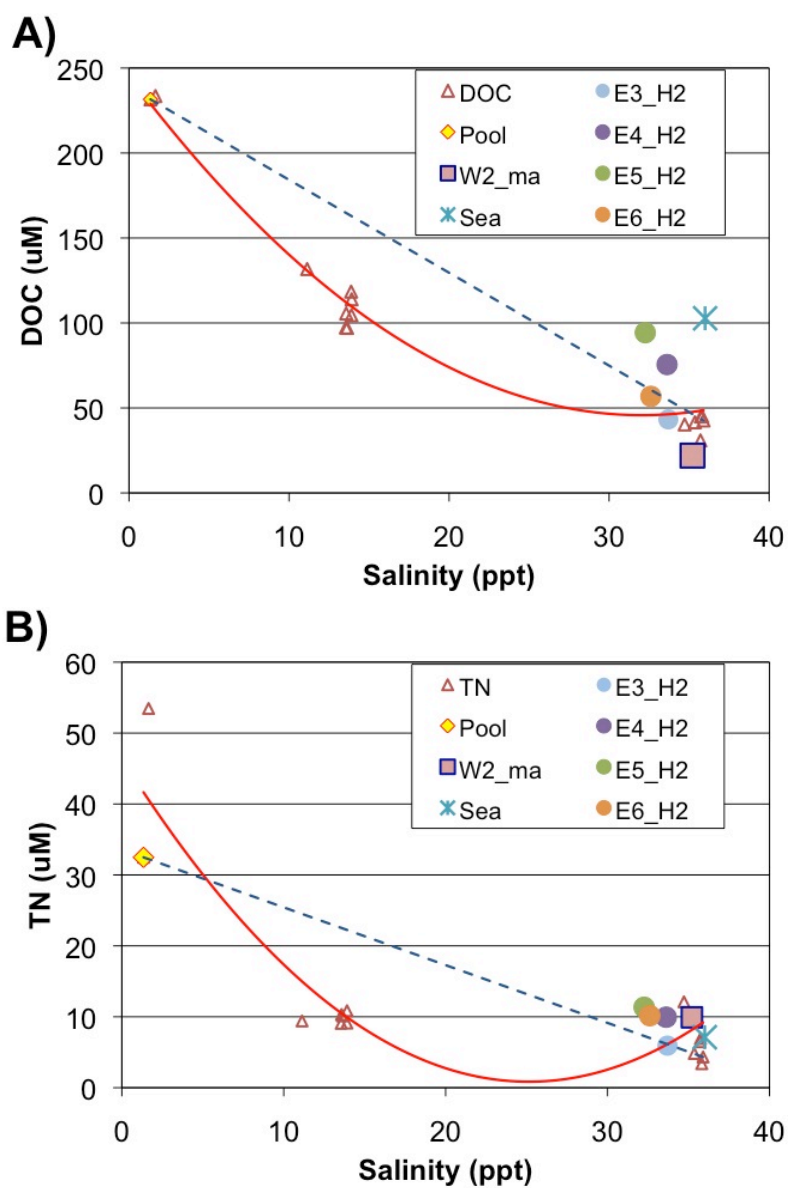 A)
250
200
150
100
50
0
DOC (uM)
DOC
Pool
W2_ma
Sea
E3_H2
E4_H2
E5_H2
E6_H2
0 10 20 30 40
Salinity (ppt)
B)
60
50
40
30
20
10
0
TN (uM)
TN
Pool
W2_ma
Sea
E3_H2
E4_H2
E5_H2
E6_H2
0 10 20 30 40
Salinity (ppt)